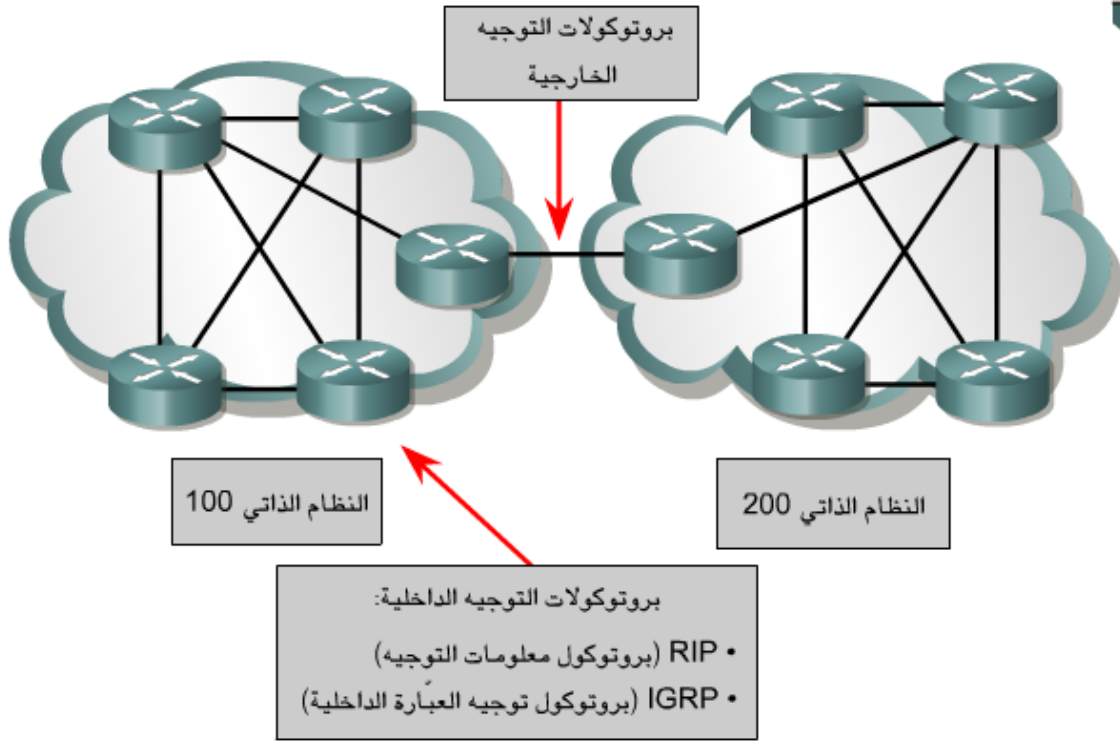 بروتوكولات التوجيه
الخارجية
النظام الذاتي 100
النظام الذاتي 200
بروتوكولات التوجيه الداخلية:
• RIP (بروتوكول معلومات التوجيه)
• IGRP (بروتوكول توجيه العبّارة الداخلية)